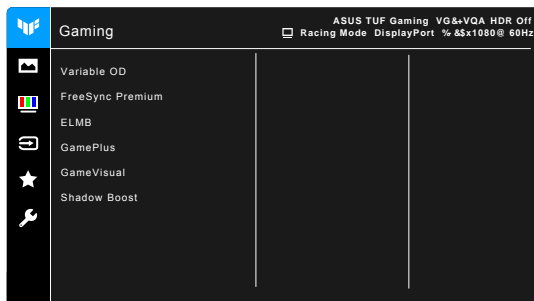 Gaming
ASUS TUF Gaming VG&+VQA HDR Off
Racing Mode DisplayPort %‑&$x1080@ 60Hz
Variable OD
FreeSync Premium
ELMB
GamePlus
GameVisual
Shadow Boost